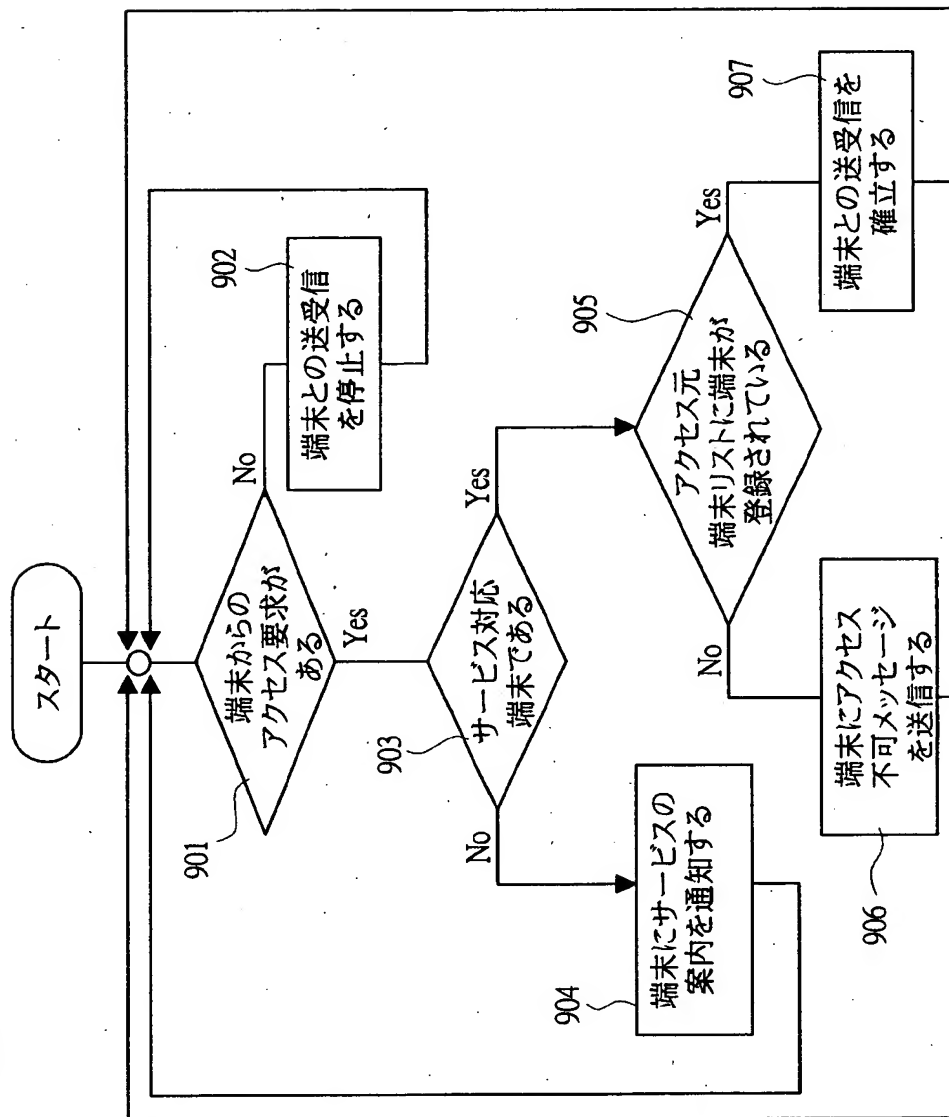 スタート
901
端末からの
アクセス要求が
ある
No
902
端末との送受信
を停止する
Yes
903
サービス対応
端末である
No
904
端末にサービスの
案内を通知する
Yes
905
アクセス元
端末リストに端末が
登録されている
No
906
端末にアクセス
不可メッセージ
を送信する
Yes
907
端末との送受信を
確立する